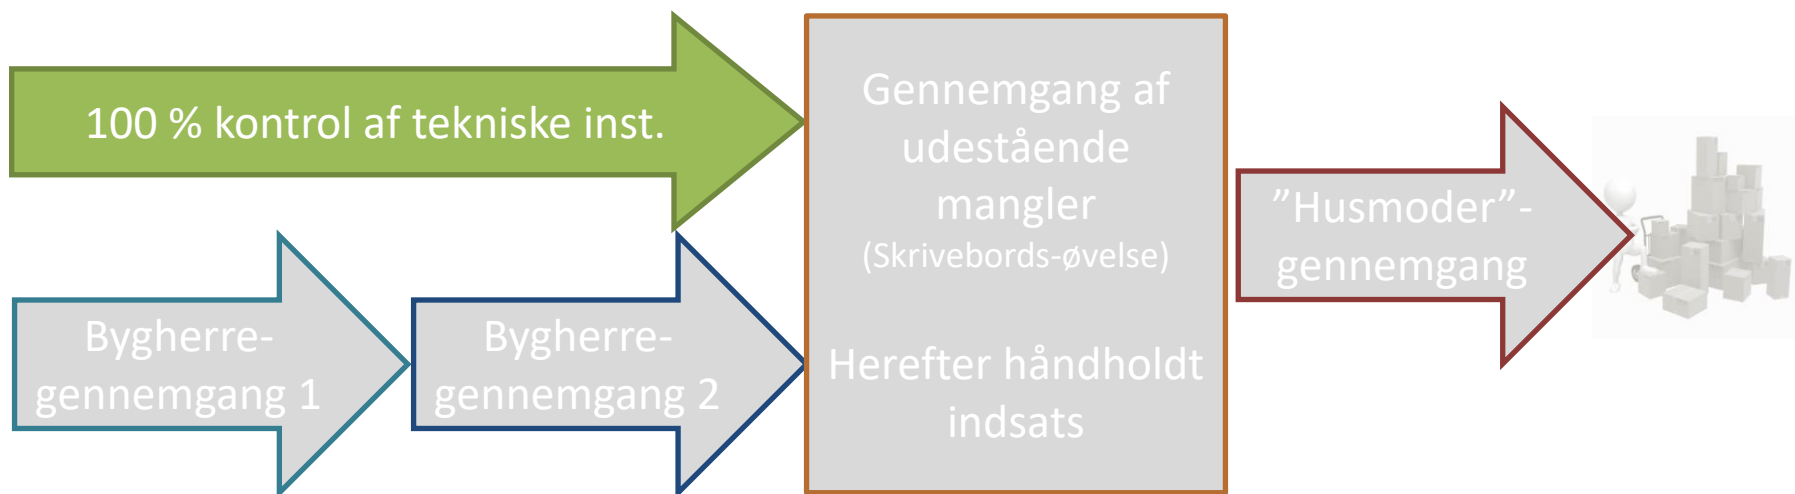 100 % kontrol af tekniske inst.
Bygherre-
gennemgang 1
Bygherre-
gennemgang 2
Gennemgang af
udestående
mangler
(Skrivebords-øvelse)
Herefter håndholdt
indsats
”Husmoder”-
gennemgang